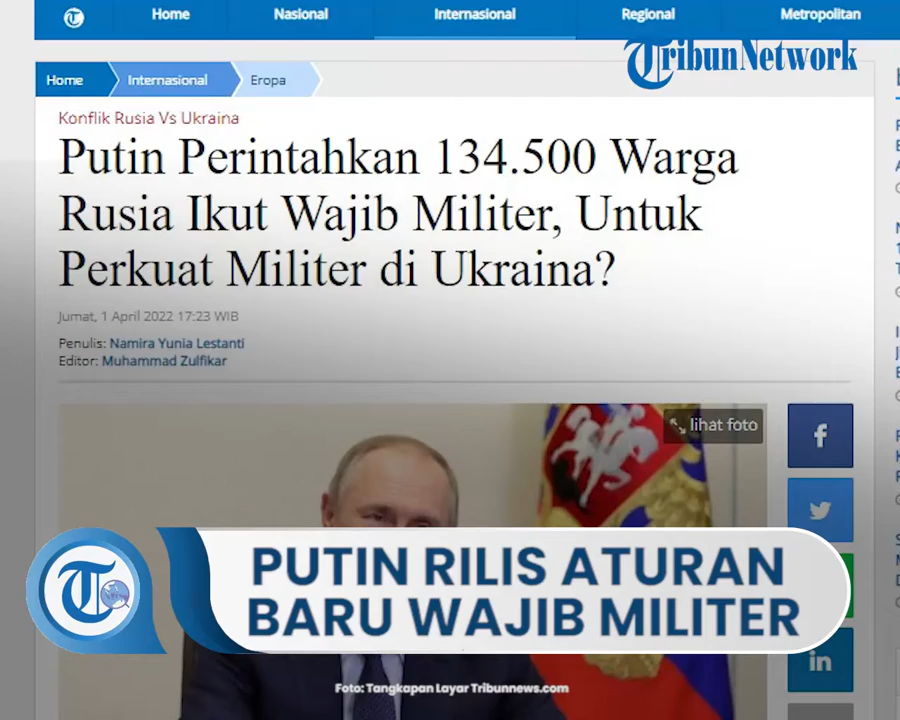 Home Nasional Internasional Regional Metropolitan
TribunNetwork
Home Internasional Eropa
Konflik Rusia Vs Ukraina
Putin Perintahkan 134.500 Warga
Rusia Ikut Wajib Militer, Untuk
Perkuat Militer di Ukraina?
Jumat, 1 April 2022 17:23 WIB
Penulis: Namira Yunia Lestanti
Editor: Muhammad Zulfikar
lihat foto
PUTIN RILIS ATURAN
BARU WAJIB MILITER
Foto: Tangkapan Layar Tribunnews.com